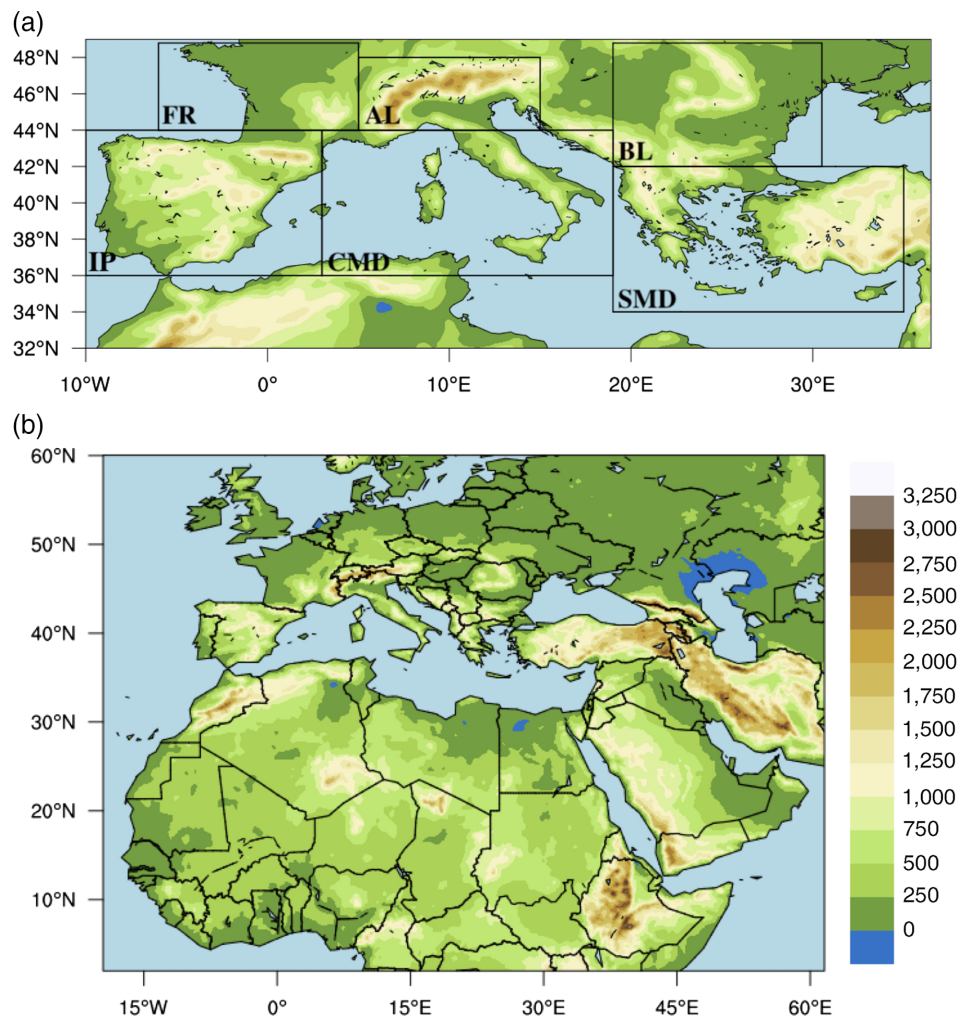 (a)
48°N
46°N
44°N
42°N
40°N
38°N
36°N
34°N
32°N
FR
AL
BL
IP
CMD
SMD
10°W 0° 10°E 20°E 30°E
(b)
60°N
50°N
40°N
30°N
20°N
10°N
15°W 0° 15°E 30°E 45°E 60°E
3,250
3,000
2,750
2,500
2,250
2,000
1,750
1,500
1,250
1,000
750
500
250
0